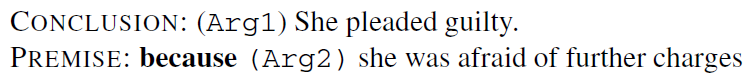 CONCLUSION: (Arg1) She pleaded guilty.
PREMISE: because (Arg2) she was afraid of further charges